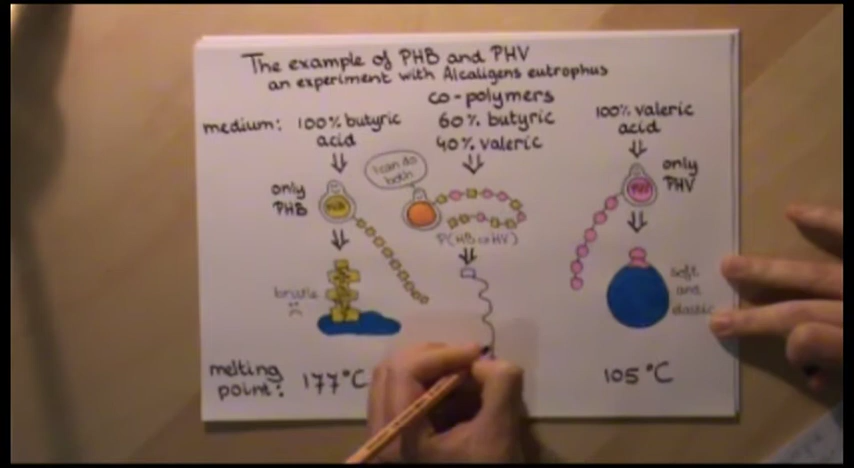 The example of PHB and PHV
an experiment with Alcaligens eutrophus
co-polymers
medium: 100% butyric acid
60% butyric
40% valeric
100% valeric acid
only PHB
PHB
I can do both
only PHV
PHV
P(HB co HV)
brittle
soft and elastic
melting point: 177°C
105°C